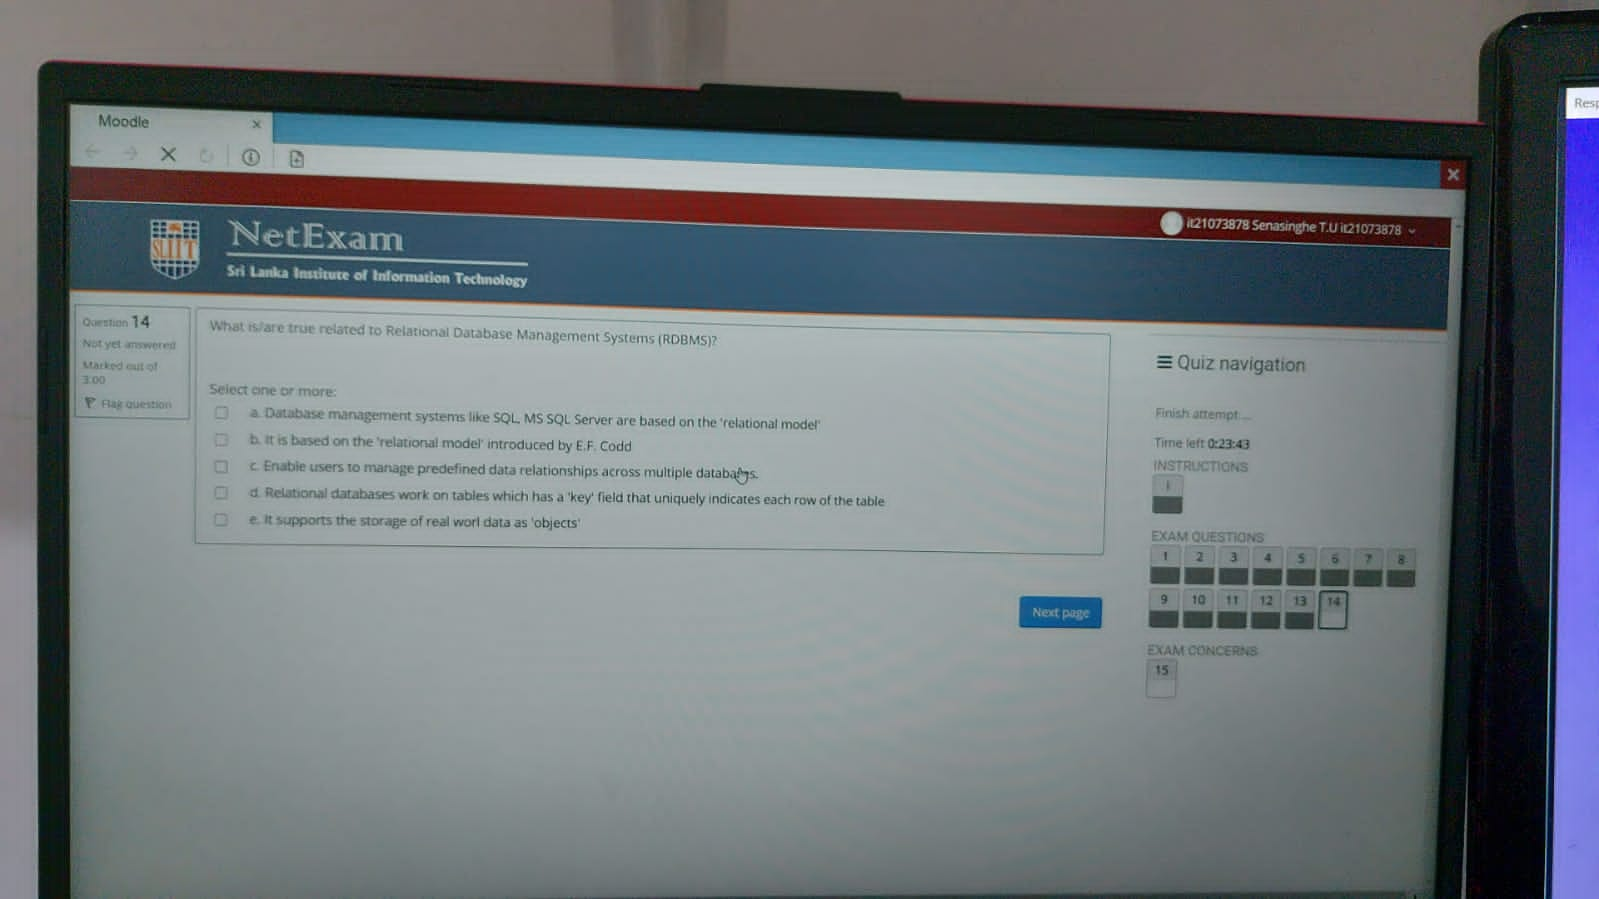 Moodle
Resp
it21073878 Senasinghe T.U it21073878
SLIIT
NetExam
Sri Lanka Institute of Information Technology
Question 14
Not yet answered
Marked out of
3.00
Flag question
What is/are true related to Relational Database Management Systems (RDBMS)?
Select one or more:
a. Database management systems like SQL, MS SQL Server are based on the 'relational model'
b. It is based on the 'relational model' introduced by E.F. Codd
c. Enable users to manage predefined data relationships across multiple databases.
d. Relational databases work on tables which has a 'key' field that uniquely indicates each row of the table
e. It supports the storage of real worl data as 'objects'
Next page
Quiz navigation
Finish attempt ...
Time left 0:23:43
INSTRUCTIONS
I
EXAM QUESTIONS
1 2 3 4 5 6 7 8
9 10 11 12 13 14
EXAM CONCERNS
15